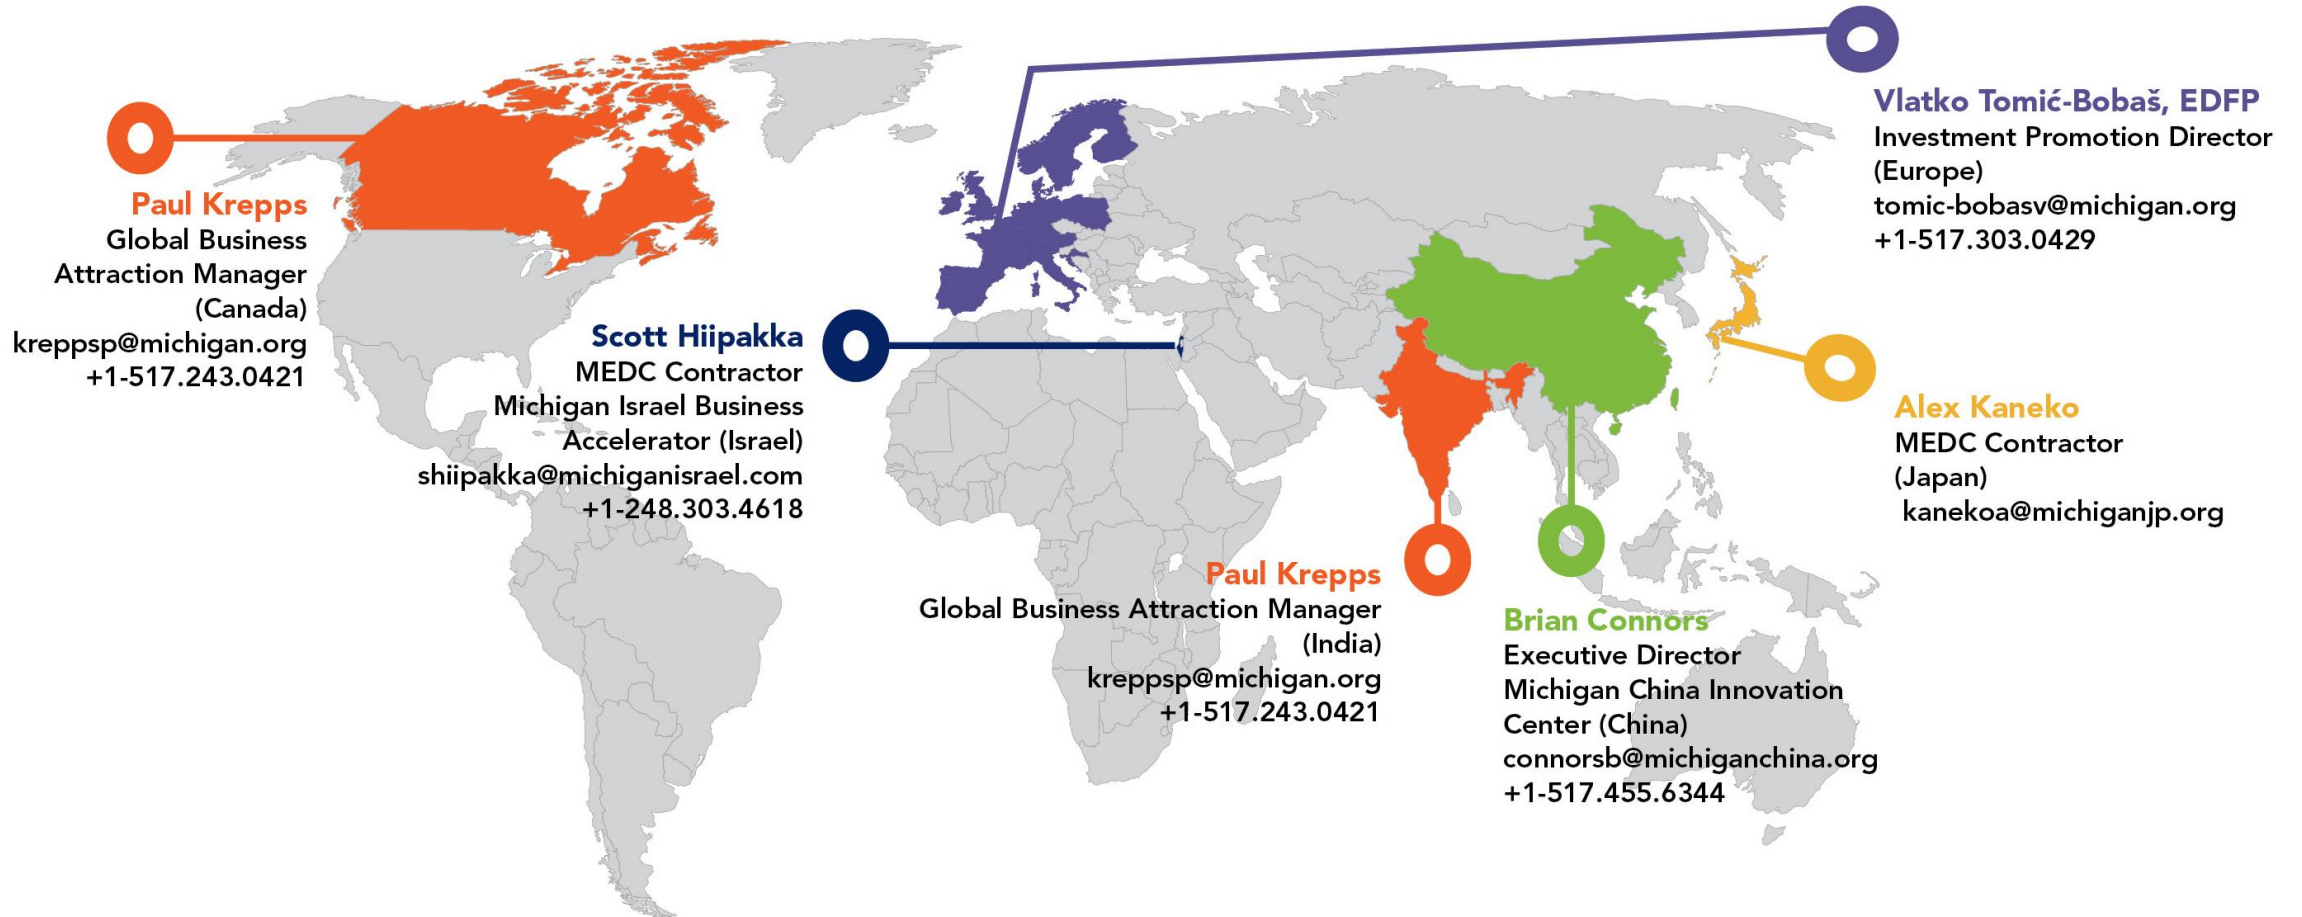 Paul Krepps
Global Business
Attraction Manager
(Canada)
kreppsp@michigan.org
+1-517.243.0421
Scott Hiipakka
MEDC Contractor
Michigan Israel Business
Accelerator (Israel)
shiipakka@michiganisrael.com
+1-248.303.4618
Vlatko Tomić-Bobaš, EDFP
Investment Promotion Director
(Europe)
tomic-bobasv@michigan.org
+1-517.303.0429
Alex Kaneko
MEDC Contractor
(Japan)
kanekoa@michiganjp.org
Paul Krepps
Global Business Attraction Manager
(India)
kreppsp@michigan.org
+1-517.243.0421
Brian Connors
Executive Director
Michigan China Innovation
Center (China)
connorsb@michiganchina.org
+1-517.455.6344